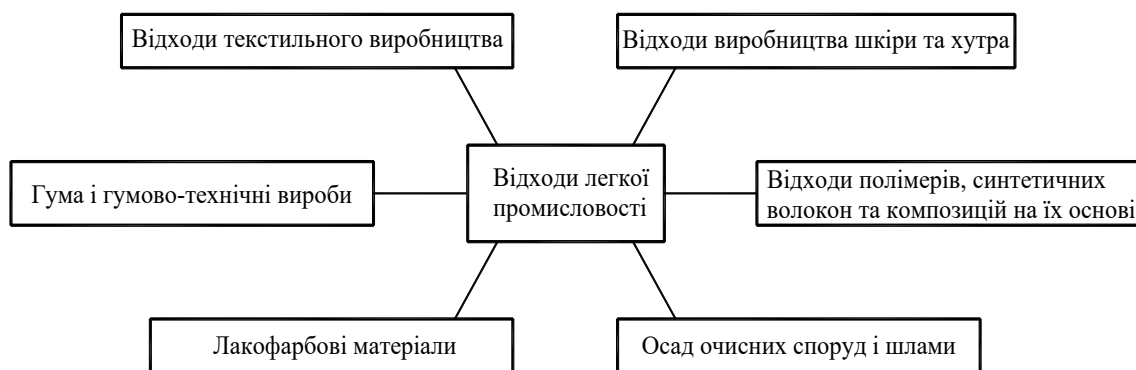 Відходи текстильного виробництва
Відходи виробництва шкіри та хутра
Гума і гумово-технічні вироби
Відходи легкої
промисловості
Відходи полімерів, синтетичних
волокон та композицій на їх основі
Лакофарбові матеріали
Осад очисних споруд і шлами